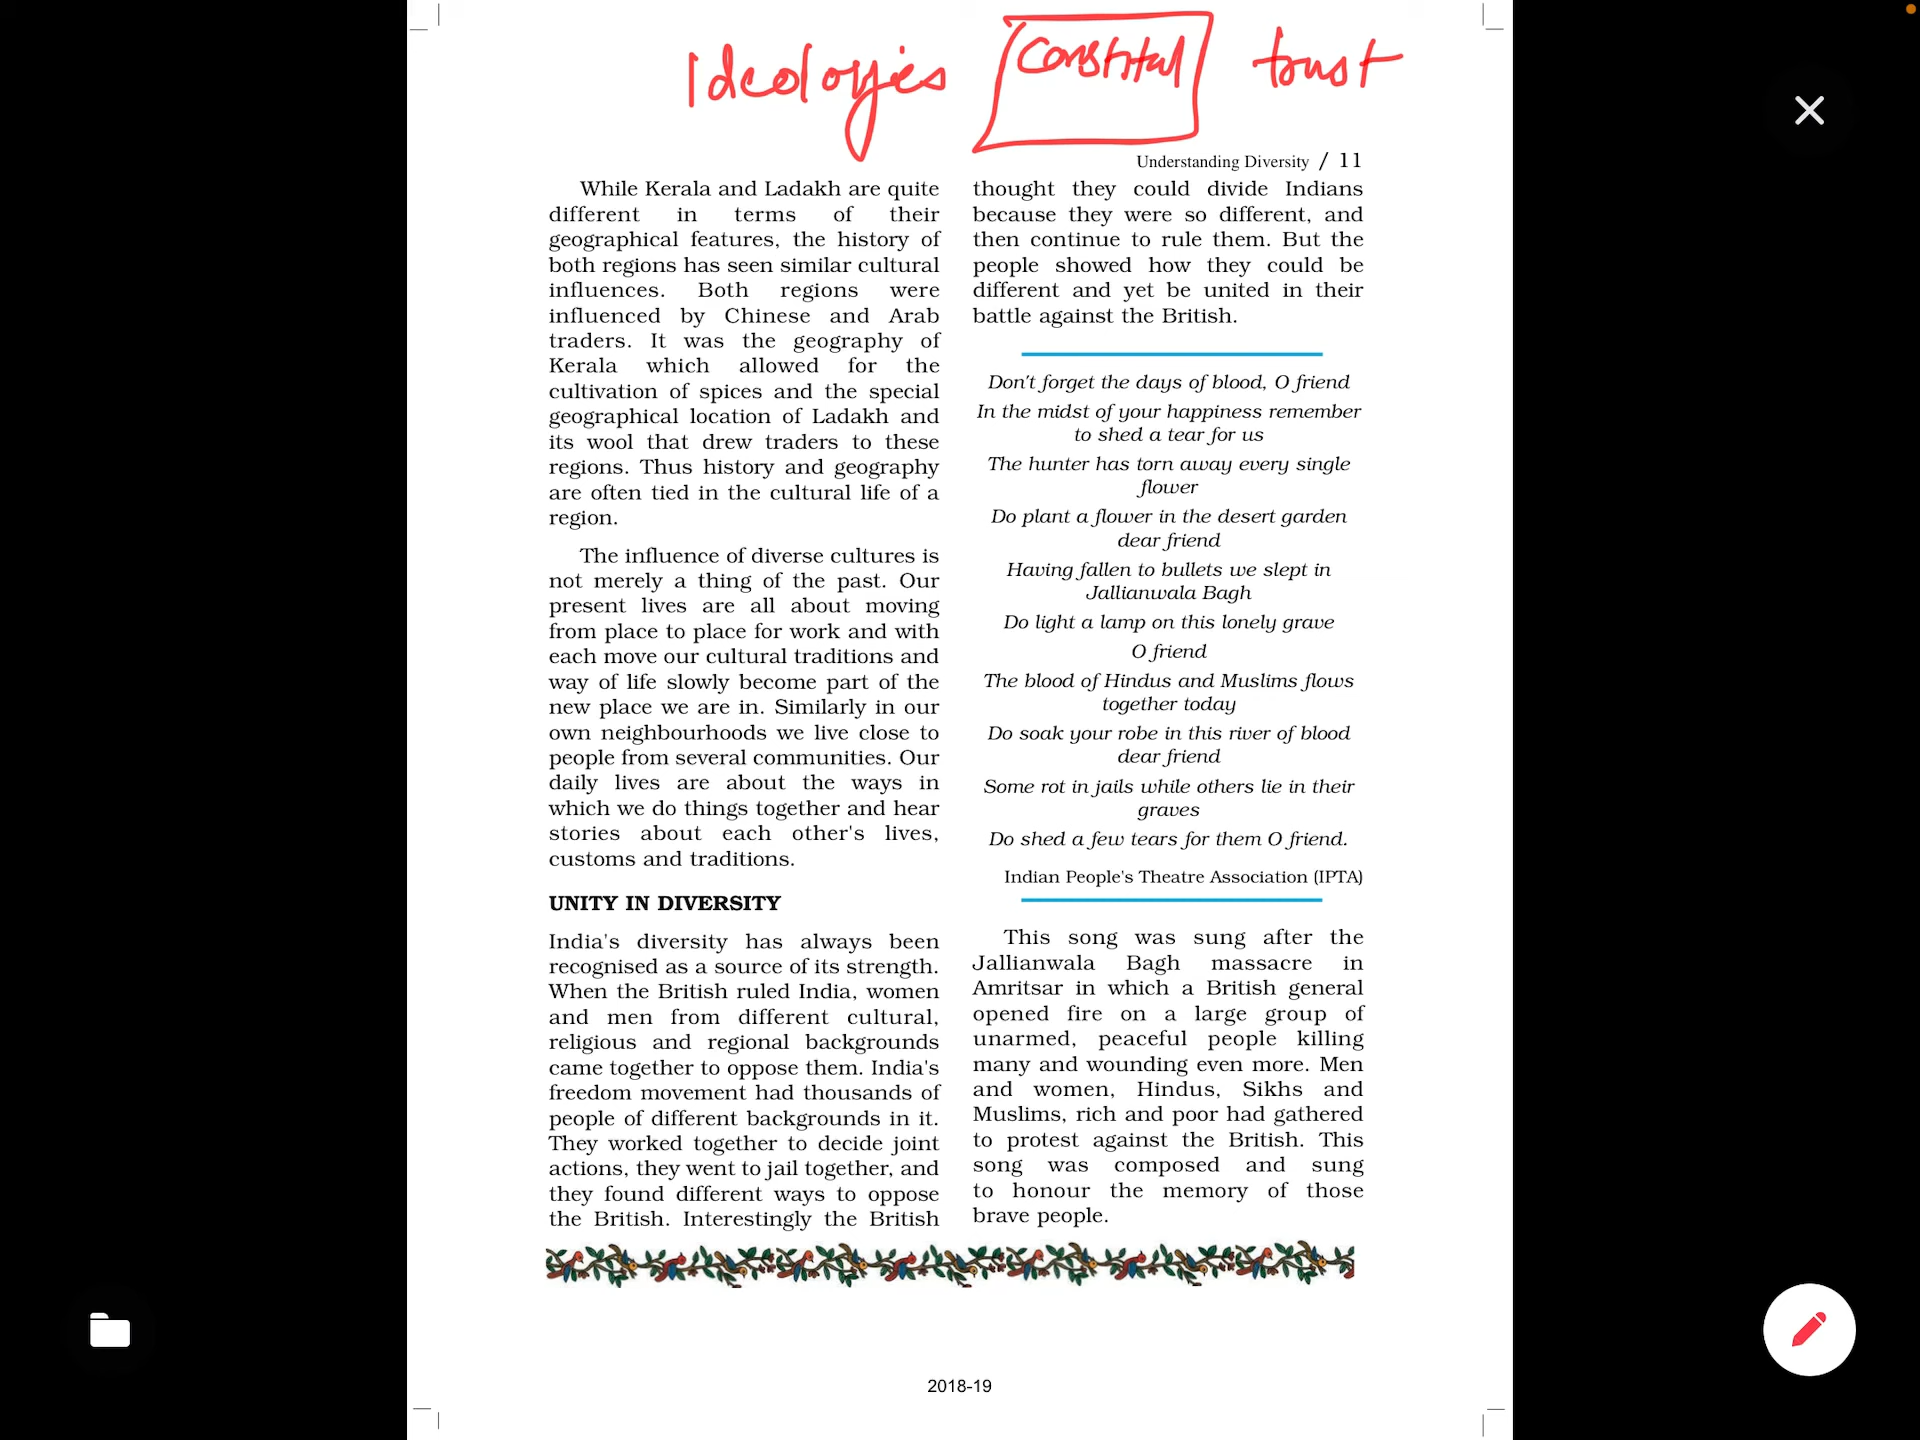 Ideologies Constitut trust
Understanding Diversity / 11
While Kerala and Ladakh are quite
different in terms of their
geographical features, the history of
both regions has seen similar cultural
influences. Both regions were
influenced by Chinese and Arab
traders. It was the geography of
Kerala which allowed for the
cultivation of spices and the special
geographical location of Ladakh and
its wool that drew traders to these
regions. Thus history and geography
are often tied in the cultural life of a
region.
The influence of diverse cultures is
not merely a thing of the past. Our
present lives are all about moving
from place to place for work and with
each move our cultural traditions and
way of life slowly become part of the
new place we are in. Similarly in our
own neighbourhoods we live close to
people from several communities. Our
daily lives are about the ways in
which we do things together and hear
stories about each other's lives,
customs and traditions.
UNITY IN DIVERSITY
India's diversity has always been
recognised as a source of its strength.
When the British ruled India, women
and men from different cultural,
religious and regional backgrounds
came together to oppose them. India's
freedom movement had thousands of
people of different backgrounds in it.
They worked together to decide joint
actions, they went to jail together, and
they found different ways to oppose
the British. Interestingly the British
thought they could divide Indians
because they were so different, and
then continue to rule them. But the
people showed how they could be
different and yet be united in their
battle against the British.
Don't forget the days of blood, O friend
In the midst of your happiness remember
to shed a tear for us
The hunter has torn away every single
flower
Do plant a flower in the desert garden
dear friend
Having fallen to bullets we slept in
Jallianwala Bagh
Do light a lamp on this lonely grave
O friend
The blood of Hindus and Muslims flows
together today
Do soak your robe in this river of blood
dear friend
Some rot in jails while others lie in their
graves
Do shed a few tears for them O friend.
Indian People's Theatre Association (IPTA)
This song was sung after the
Jallianwala Bagh massacre in
Amritsar in which a British general
opened fire on a large group of
unarmed, peaceful people killing
many and wounding even more. Men
and women, Hindus, Sikhs and
Muslims, rich and poor had gathered
to protest against the British. This
song was composed and sung
to honour the memory of those
brave people.
2018-19